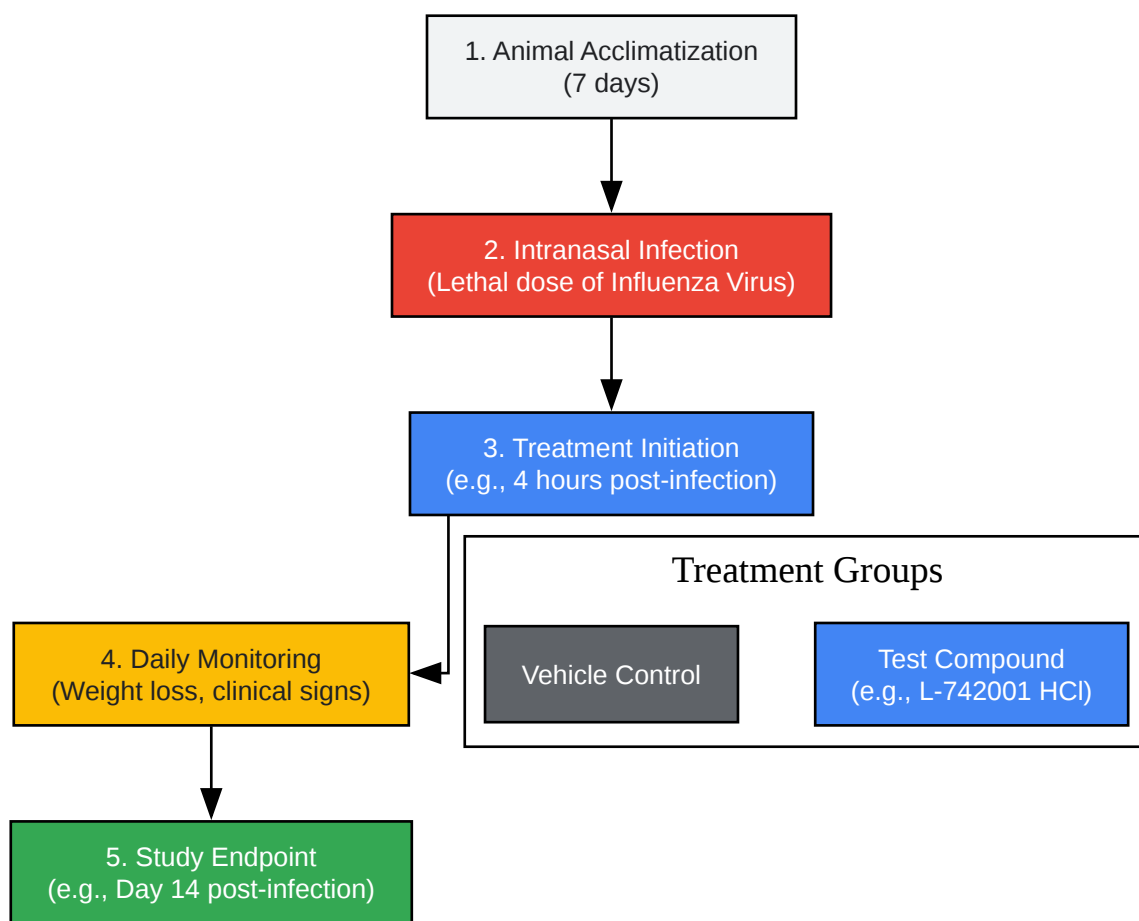 1. Animal Acclimatization
(7 days)
2. Intranasal Infection
(Lethal dose of Influenza Virus)
3. Treatment Initiation
(e.g., 4 hours post-infection)
Treatment Groups
Vehicle Control
Test Compound
(e.g., L-742001 HCl)
4. Daily Monitoring
(Weight loss, clinical signs)
5. Study Endpoint
(e.g., Day 14 post-infection)